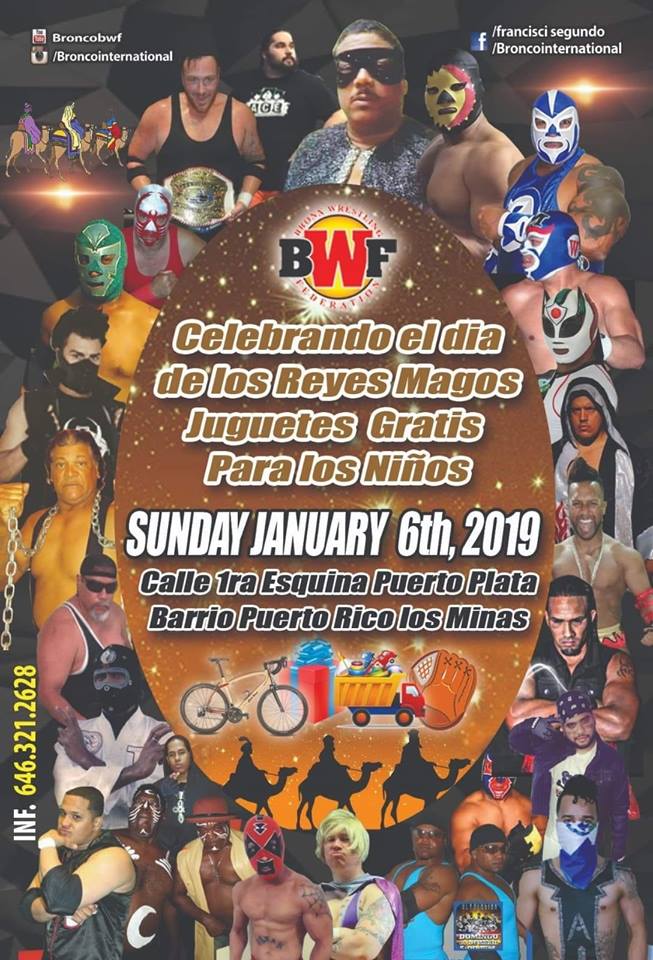 Broncobwf
/Broncointernational
/francisci segundo
/Broncointernational
ACE
BRONX WRESTLING
BWF
FEDERATION
Celebrando el dia
de los Reyes Magos
Juguetes Gratis
Para los Niños
SUNDAY JANUARY 6th, 2019
Calle 1ra Esquina Puerto Plata
Barrio Puerto Rico los Minas
INF. 646.321.2628
DOMINGO